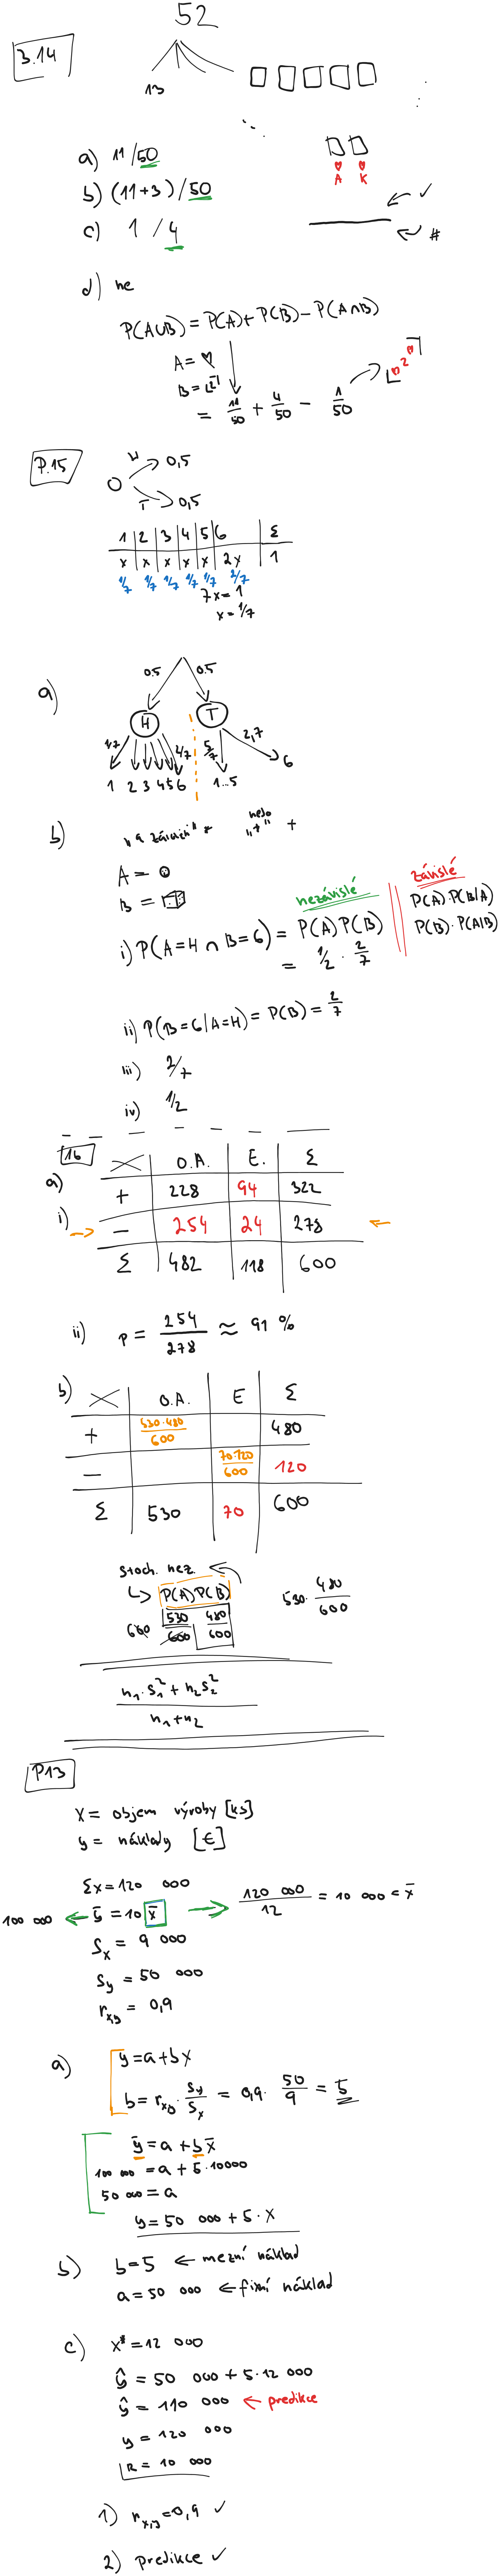 52
3.14
13
a) 11/50
b) (11+3)/50
A K
c) 1/4
✓
#
d) ne
P(A∪B) = P(A) + P(B) - P(A∩B)
A = ♥
B = [2]
= 11/50 + 4/50 - 1/50
♥2♥
P.15
H 0,5
O
T 0,5
1 | 2 | 3 | 4 | 5 | 6 | Σ
x | x | x | x | x | 2x | 1
1/7 1/7 1/7 1/7 1/7 2/7
7x = 1
x = 1/7
a)
0.5 0.5
H T
1/7 2/7 5/7 2,7
1 2 3 4 5 6 1...5 6
b) "a zároveň" * nebo "+" +
A = O
B =
nezávislé
závislé
i) P(A=H ∩ B=6) = P(A)P(B)
P(A)·P(B|A)
P(B)·P(A|B)
= 1/2 · 2/7
ii) P(B=6|A=H) = P(B) = 2/7
iii) 2/7
iv) 1/2
16
a)
O.A. | E. | Σ
+ | 228 | 94 | 322
i)
- | 254 | 24 | 278
Σ | 482 | 118 | 600
ii) p = 254/278 ≈ 91 %
b)
O.A. | E | Σ
+ | 530·480/600 | | 480
- | | 70·120/600 | 120
Σ | 530 | 70 | 600
stoch. nez.
P(A)P(B)
530· 480/600
600 530/600 480/600
n₁·s₁² + n₂s₂²
n₁+n₂
P13
x = objem výroby [ks]
y = náklady [€]
Σx = 120 000
100 000 ← ȳ = 10 x̄ → 120 000/12 = 10 000 = x̄
Sx = 9 000
Sy = 50 000
rx,y = 0,9
a) y = a + bx
b = rxy · Sy/Sx = 0,9 · 50/9 = 5
ȳ = a + b x̄
100 000 = a + 5·10000
50 000 = a
y = 50 000 + 5·x
b) b = 5 ← mezní náklad
a = 50 000 ← fixní náklad
c) x* = 12 000
ŷ = 50 000 + 5·12 000
ŷ = 110 000 ← predikce
y = 120 000
R = 10 000
1) rx,y = 0,9 ✓
2) predikce ✓